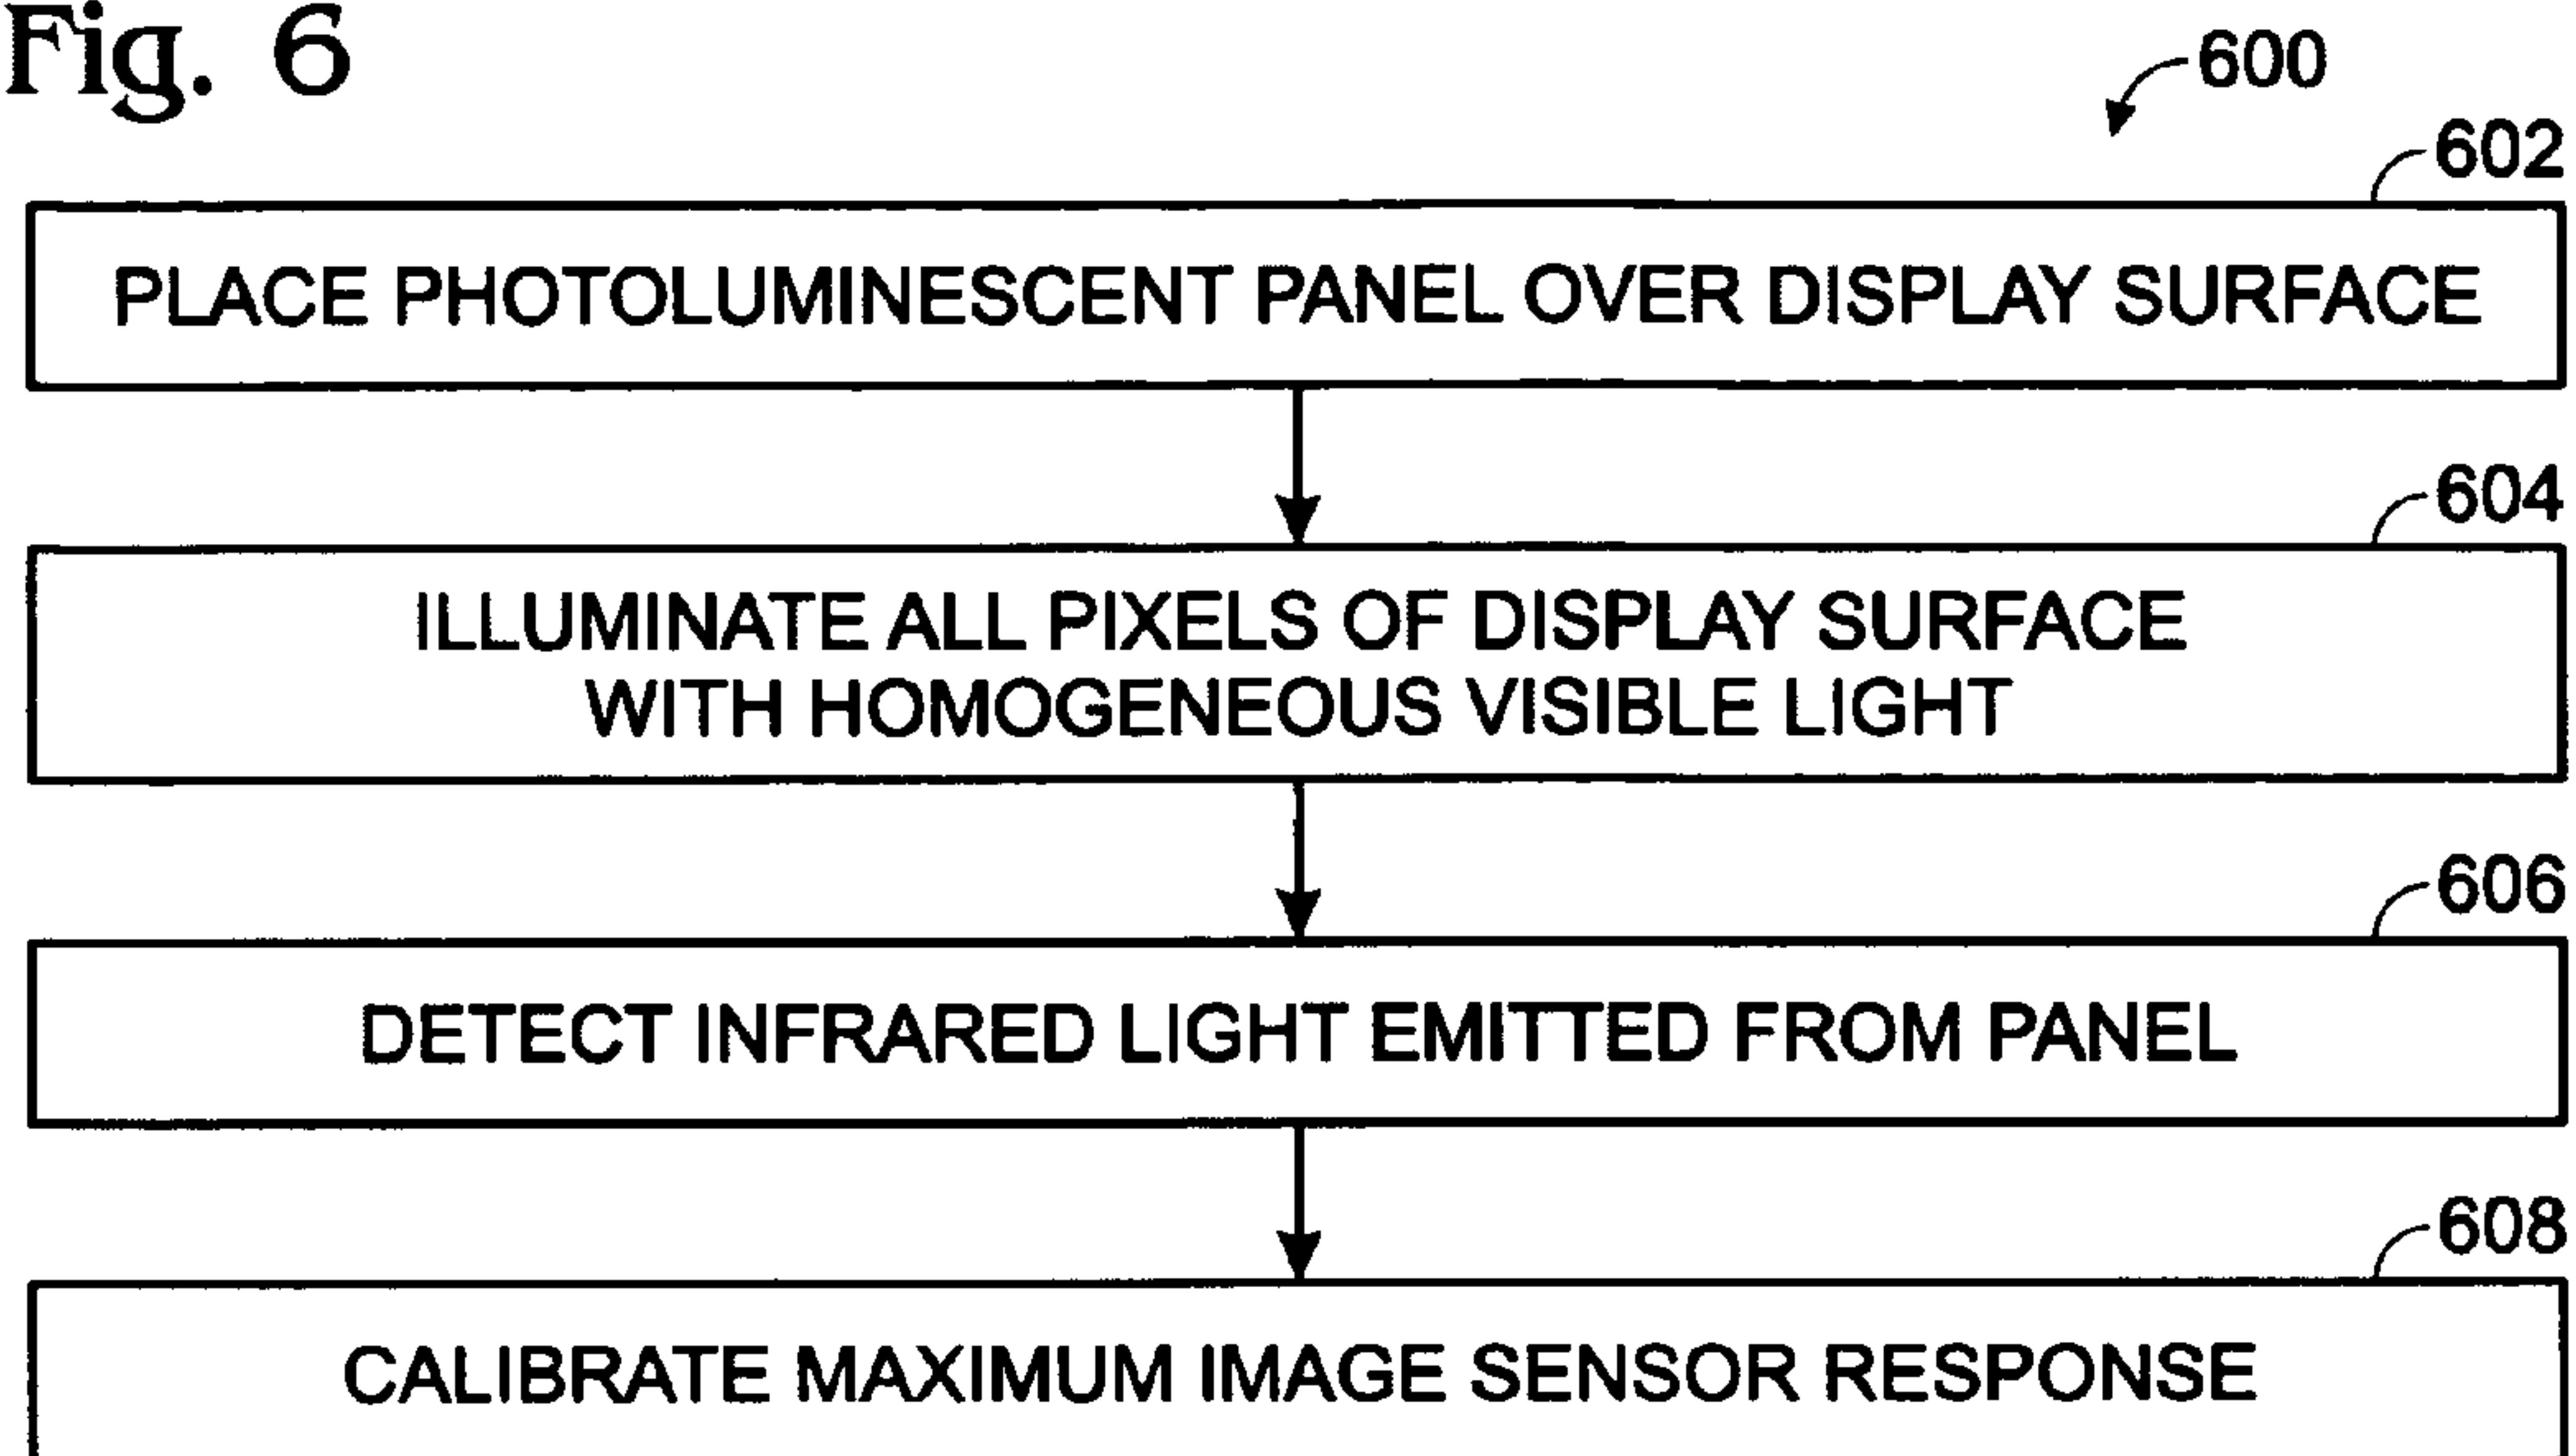 Fig. 6
600
602
PLACE PHOTOLUMINESCENT PANEL OVER DISPLAY SURFACE
604
ILLUMINATE ALL PIXELS OF DISPLAY SURFACE
WITH HOMOGENEOUS VISIBLE LIGHT
606
DETECT INFRARED LIGHT EMITTED FROM PANEL
608
CALIBRATE MAXIMUM IMAGE SENSOR RESPONSE